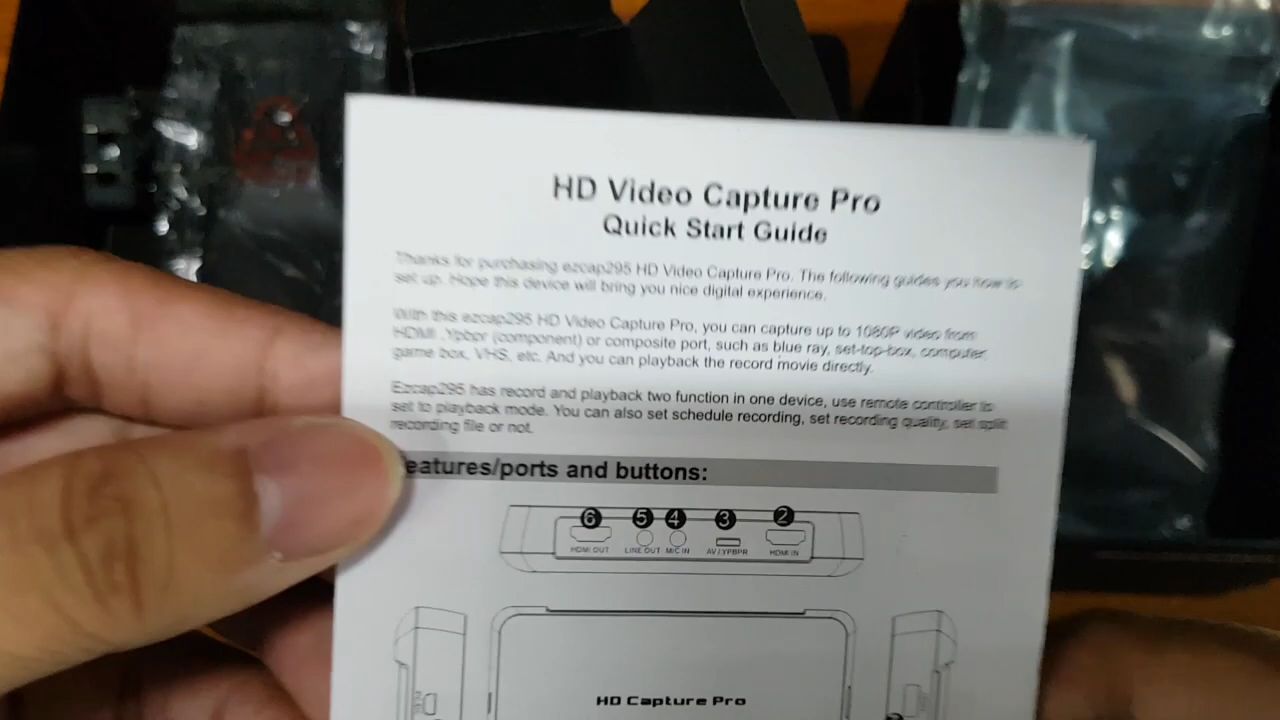 HD Video Capture Pro
Quick Start Guide
Thanks for purchasing ezcap295 HD Video Capture Pro. The following guides you how to
set up. Hope this device will bring you nice digital experience.
With this ezcap295 HD Video Capture Pro, you can capture up to 1080P video from
HDMI ,Ypbpr (component) or composite port, such as blue ray, set-top-box, computer,
game box, VHS, etc. And you can playback the record movie directly.
Ezcap295 has record and playback two function in one device, use remote controller to
set to playback mode. You can also set schedule recording, set recording quality, set split
recording file or not.
eatures/ports and buttons:
6 5 4 3 2
HDMI OUT LINE OUT MIC IN AV / YPBPR HDMI IN
HD Capture Pro